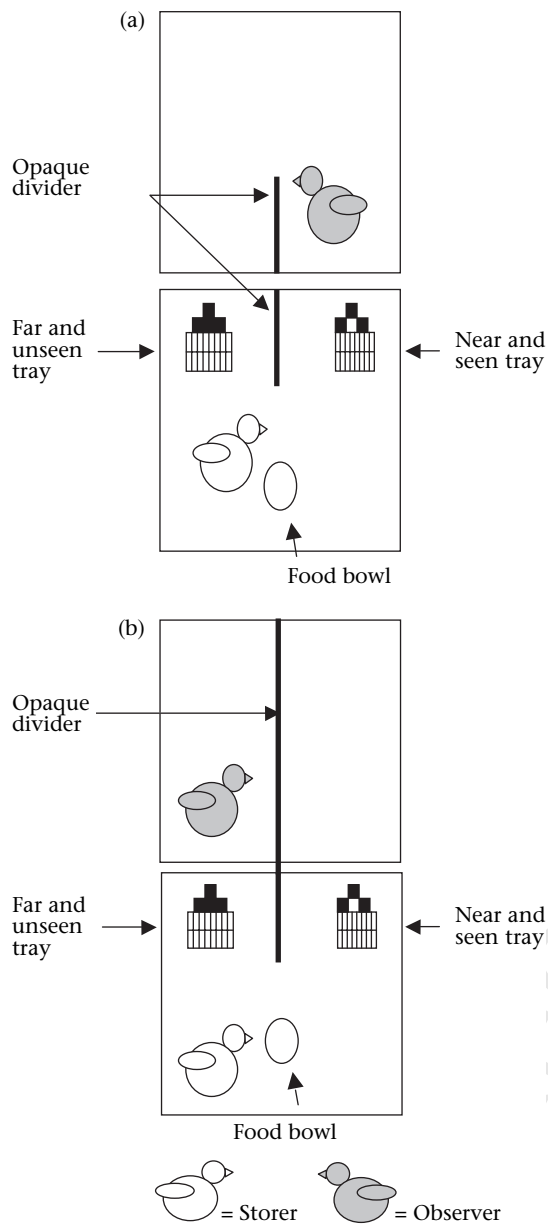 (a)
Opaque
divider
Far and
unseen
tray
Near and
seen tray
Food bowl
(b)
Opaque
divider
Far and
unseen
tray
Near and
seen tray
Food bowl
= Storer
= Observer